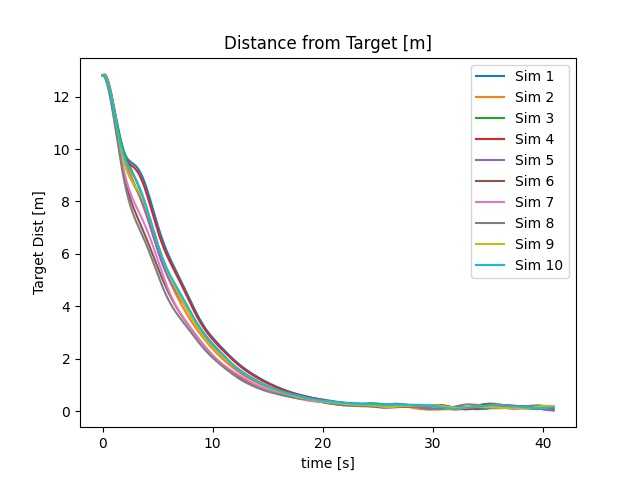 Distance from Target [m]
Target Dist [m]
12
10
8
6
4
2
0
0
10
20
30
40
time [s]
Sim 1
Sim 2
Sim 3
Sim 4
Sim 5
Sim 6
Sim 7
Sim 8
Sim 9
Sim 10